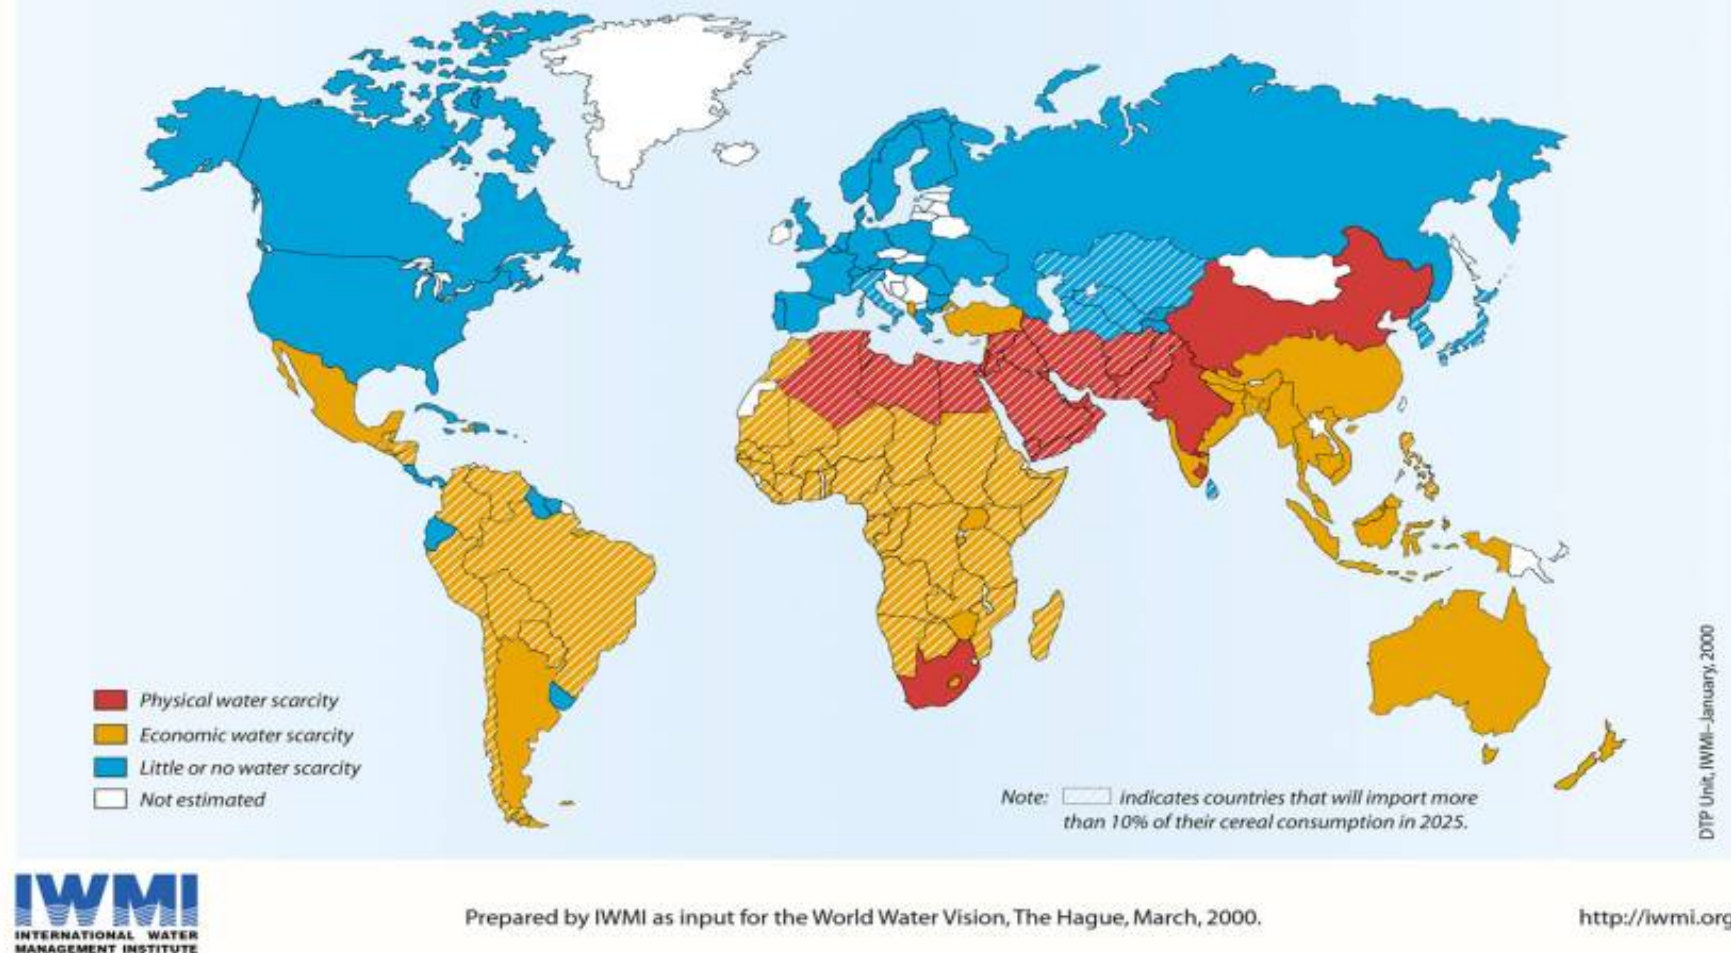 Physical water scarcity
Economic water scarcity
Little or no water scarcity
Not estimated
Note: indicates countries that will import more
than 10% of their cereal consumption in 2025.
DTP Unit, IWMI–January, 2000
IWMI
INTERNATIONAL WATER
MANAGEMENT INSTITUTE
Prepared by IWMI as input for the World Water Vision, The Hague, March, 2000.
http://iwmi.org